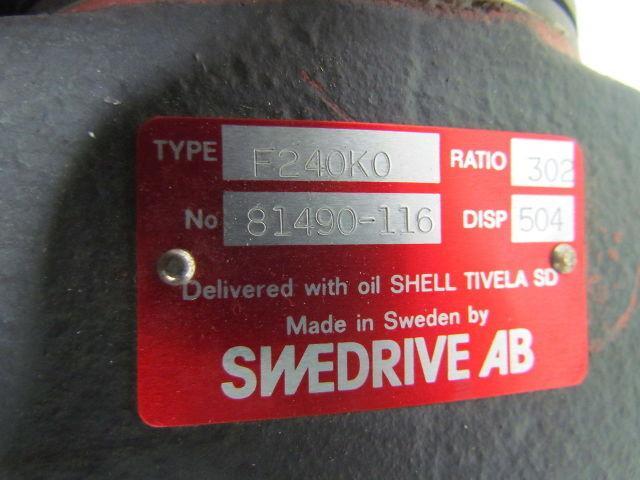 TYPE F240K0 RATIO 302
No 81490-116 DISP 504
Delivered with oil SHELL TIVELA SD
Made in Sweden by
SWEDRIVE AB